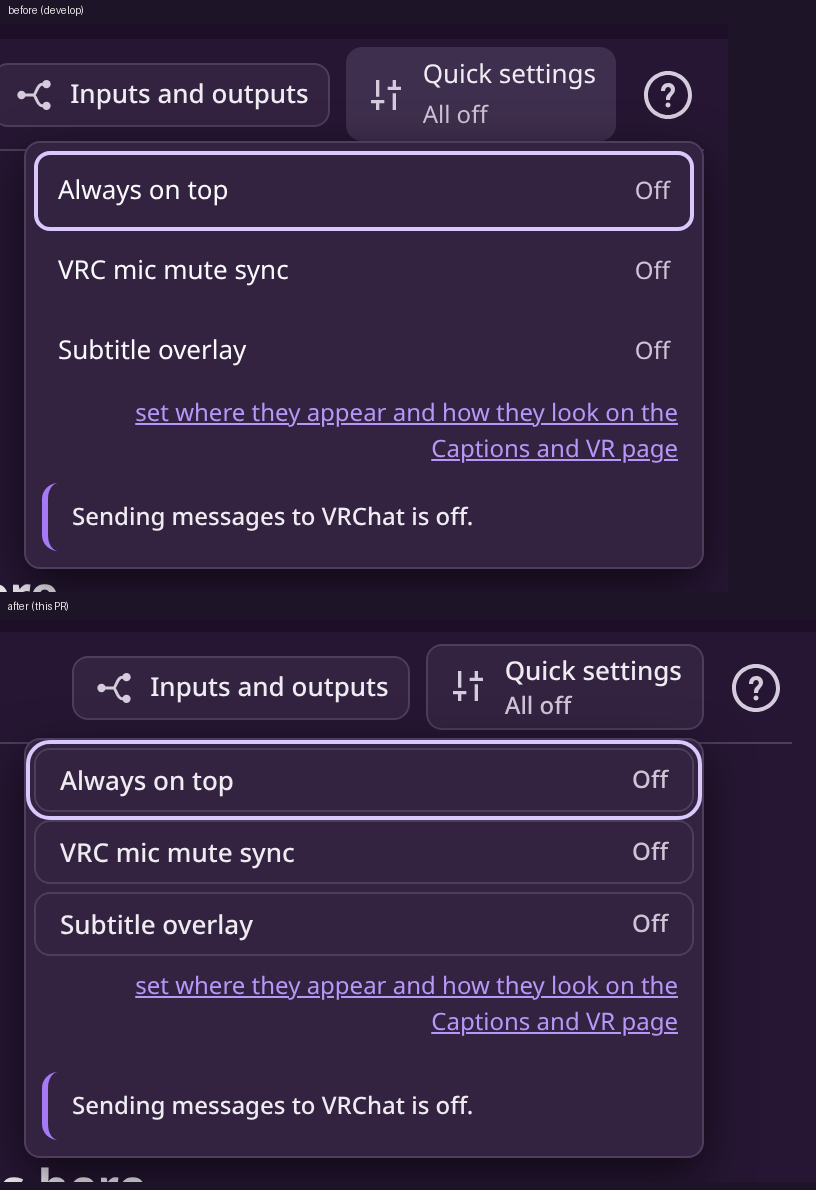 before (develop)
Inputs and outputs
Quick settings
All off
?
Always on top
Off
VRC mic mute sync
Off
Subtitle overlay
Off
set where they appear and how they look on the
Captions and VR page
Sending messages to VRChat is off.
after (this PR)
Inputs and outputs
Quick settings
All off
?
Always on top
Off
VRC mic mute sync
Off
Subtitle overlay
Off
set where they appear and how they look on the
Captions and VR page
Sending messages to VRChat is off.